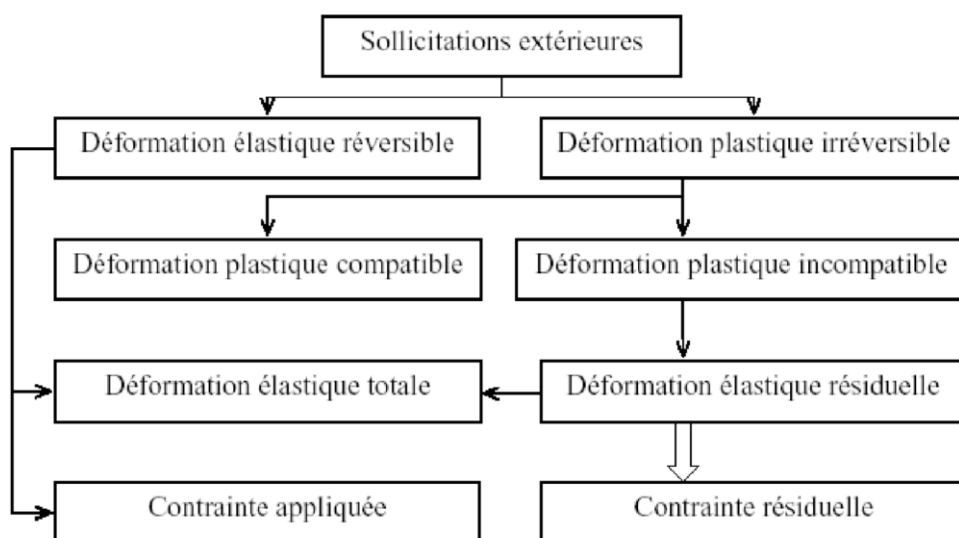 Sollicitations extérieures
Déformation élastique réversible
Déformation plastique irréversible
Déformation plastique compatible
Déformation plastique incompatible
Déformation élastique totale
Déformation élastique résiduelle
Contrainte appliquée
Contrainte résiduelle